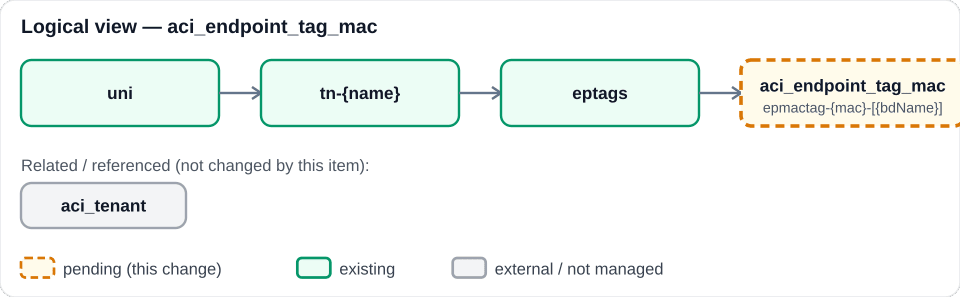 Logical view — aci_endpoint_tag_mac
uni
tn-{name}
eptags
aci_endpoint_tag_mac
epmactag-{mac}-[{bdName}]
Related / referenced (not changed by this item):
aci_tenant
pending (this change)
existing
external / not managed